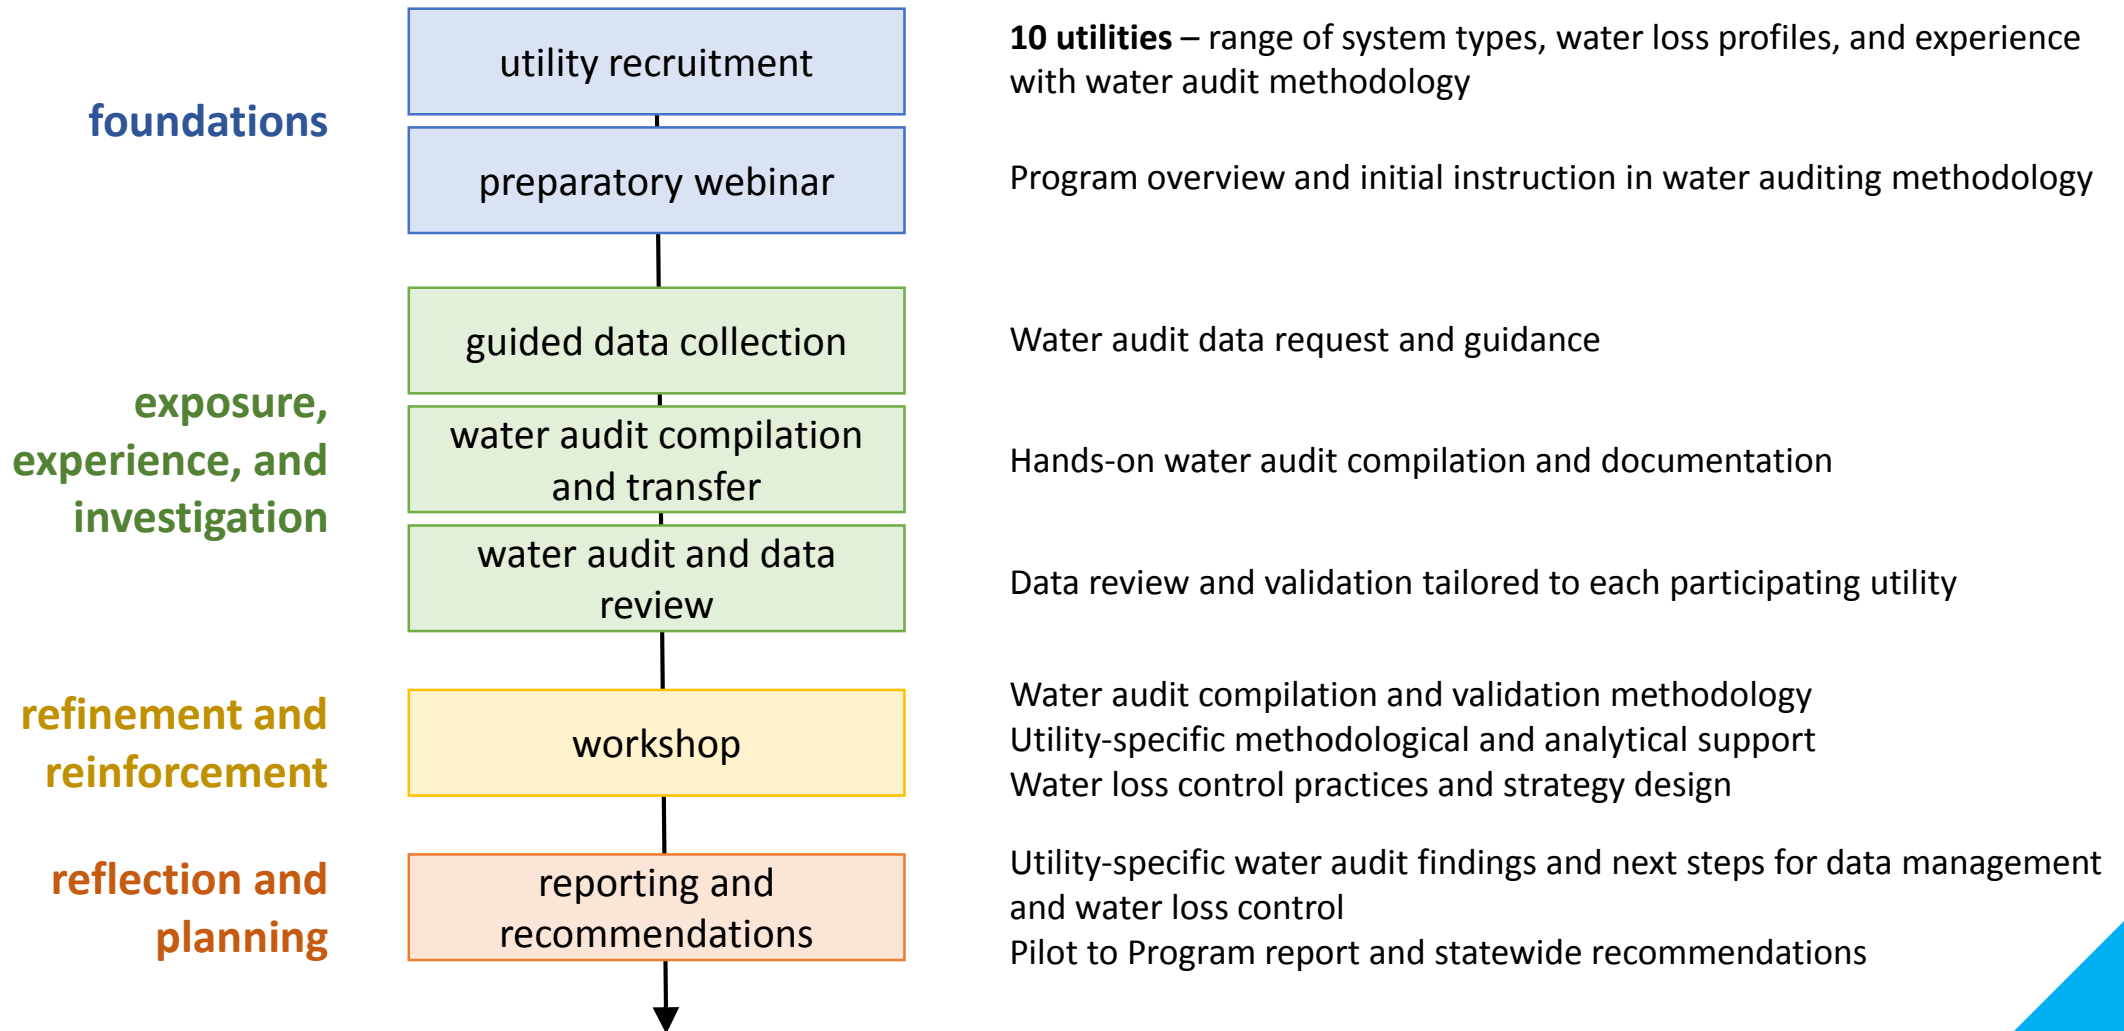 foundations
utility recruitment
10 utilities – range of system types, water loss profiles, and experience
with water audit methodology
preparatory webinar
Program overview and initial instruction in water auditing methodology
exposure,
experience, and
investigation
guided data collection
Water audit data request and guidance
water audit compilation
and transfer
Hands-on water audit compilation and documentation
water audit and data
review
Data review and validation tailored to each participating utility
refinement and
reinforcement
workshop
Water audit compilation and validation methodology
Utility-specific methodological and analytical support
Water loss control practices and strategy design
reflection and
planning
reporting and
recommendations
Utility-specific water audit findings and next steps for data management
and water loss control
Pilot to Program report and statewide recommendations